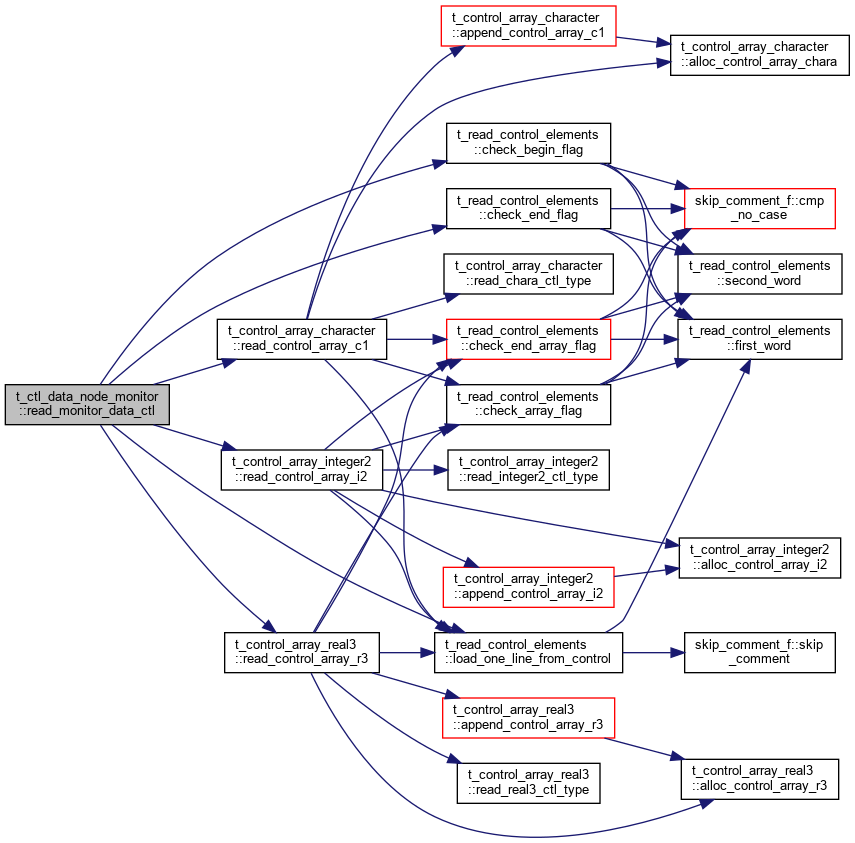 t_control_array_character
::append_control_array_c1
t_control_array_character
::alloc_control_array_chara
t_read_control_elements
::check_begin_flag
t_read_control_elements
::check_end_flag
skip_comment_f::cmp
_no_case
t_control_array_character
::read_chara_ctl_type
t_read_control_elements
::second_word
t_control_array_character
::read_control_array_c1
t_read_control_elements
::check_end_array_flag
t_read_control_elements
::first_word
t_ctl_data_node_monitor
::read_monitor_data_ctl
t_read_control_elements
::check_array_flag
t_control_array_integer2
::read_control_array_i2
t_control_array_integer2
::read_integer2_ctl_type
t_control_array_integer2
::alloc_control_array_i2
t_control_array_integer2
::append_control_array_i2
t_control_array_real3
::read_control_array_r3
t_read_control_elements
::load_one_line_from_control
skip_comment_f::skip
_comment
t_control_array_real3
::append_control_array_r3
t_control_array_real3
::read_real3_ctl_type
t_control_array_real3
::alloc_control_array_r3